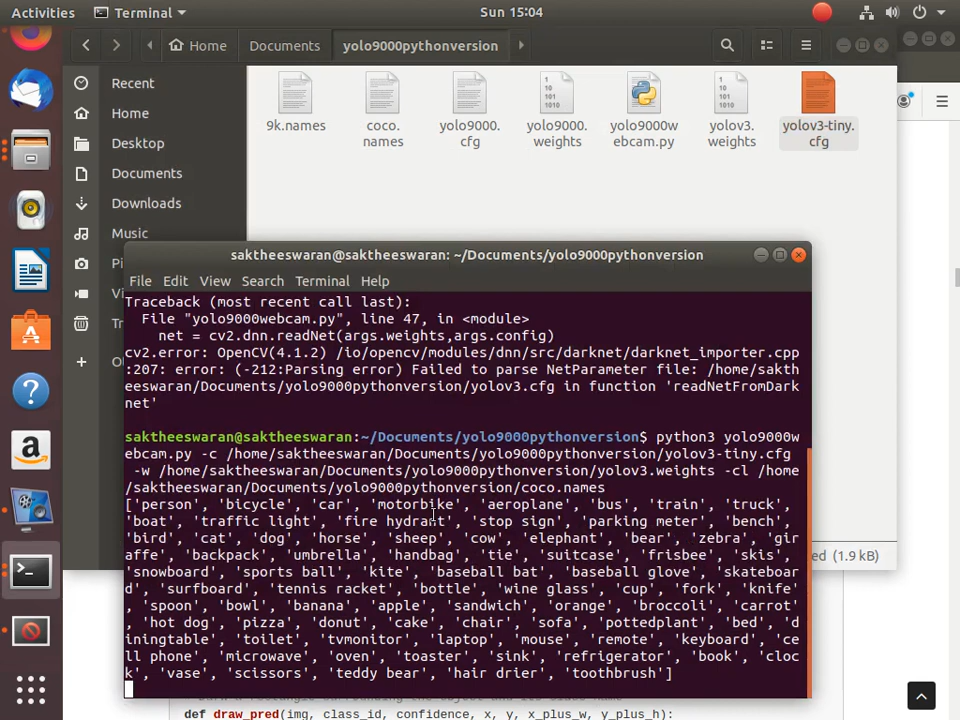 Activities
Terminal
Sun 15:04
Home
Documents
yolo9000pythonversion
Recent
Home
Desktop
Documents
Downloads
Music
Pi
Vi
Tr
Ot
9k.names
coco.
names
yolo9000.
cfg
1
10
101
1010
yolo9000.
weights
yolo9000w
ebcam.py
1
10
101
1010
yolov3.
weights
yolov3-tiny.
cfg
saktheeswaran@saktheeswaran: ~/Documents/yolo9000pythonversion
File Edit View Search Terminal Help
Traceback (most recent call last):
  File "yolo9000webcam.py", line 47, in <module>
    net = cv2.dnn.readNet(args.weights,args.config)
cv2.error: OpenCV(4.1.2) /io/opencv/modules/dnn/src/darknet/darknet_importer.cpp
:207: error: (-212:Parsing error) Failed to parse NetParameter file: /home/sakth
eeswaran/Documents/yolo9000pythonversion/yolov3.cfg in function 'readNetFromDark
net'
saktheeswaran@saktheeswaran:~/Documents/yolo9000pythonversion$ python3 yolo9000w
ebcam.py -c /home/saktheeswaran/Documents/yolo9000pythonversion/yolov3-tiny.cfg
 -w /home/saktheeswaran/Documents/yolo9000pythonversion/yolov3.weights -cl /home
/saktheeswaran/Documents/yolo9000pythonversion/coco.names
['person', 'bicycle', 'car', 'motorbike', 'aeroplane', 'bus', 'train', 'truck',
'boat', 'traffic light', 'fire hydrant', 'stop sign', 'parking meter', 'bench',
'bird', 'cat', 'dog', 'horse', 'sheep', 'cow', 'elephant', 'bear', 'zebra', 'gir
affe', 'backpack', 'umbrella', 'handbag', 'tie', 'suitcase', 'frisbee', 'skis',
'snowboard', 'sports ball', 'kite', 'baseball bat', 'baseball glove', 'skateboar
d', 'surfboard', 'tennis racket', 'bottle', 'wine glass', 'cup', 'fork', 'knife'
, 'spoon', 'bowl', 'banana', 'apple', 'sandwich', 'orange', 'broccoli', 'carrot'
, 'hot dog', 'pizza', 'donut', 'cake', 'chair', 'sofa', 'pottedplant', 'bed', 'd
iningtable', 'toilet', 'tvmonitor', 'laptop', 'mouse', 'remote', 'keyboard', 'ce
ll phone', 'microwave', 'oven', 'toaster', 'sink', 'refrigerator', 'book', 'cloc
k', 'vase', 'scissors', 'teddy bear', 'hair drier', 'toothbrush']
ed (1.9 kB)
def draw_pred(img, class_id, confidence, x, y, x_plus_w, y_plus_h):